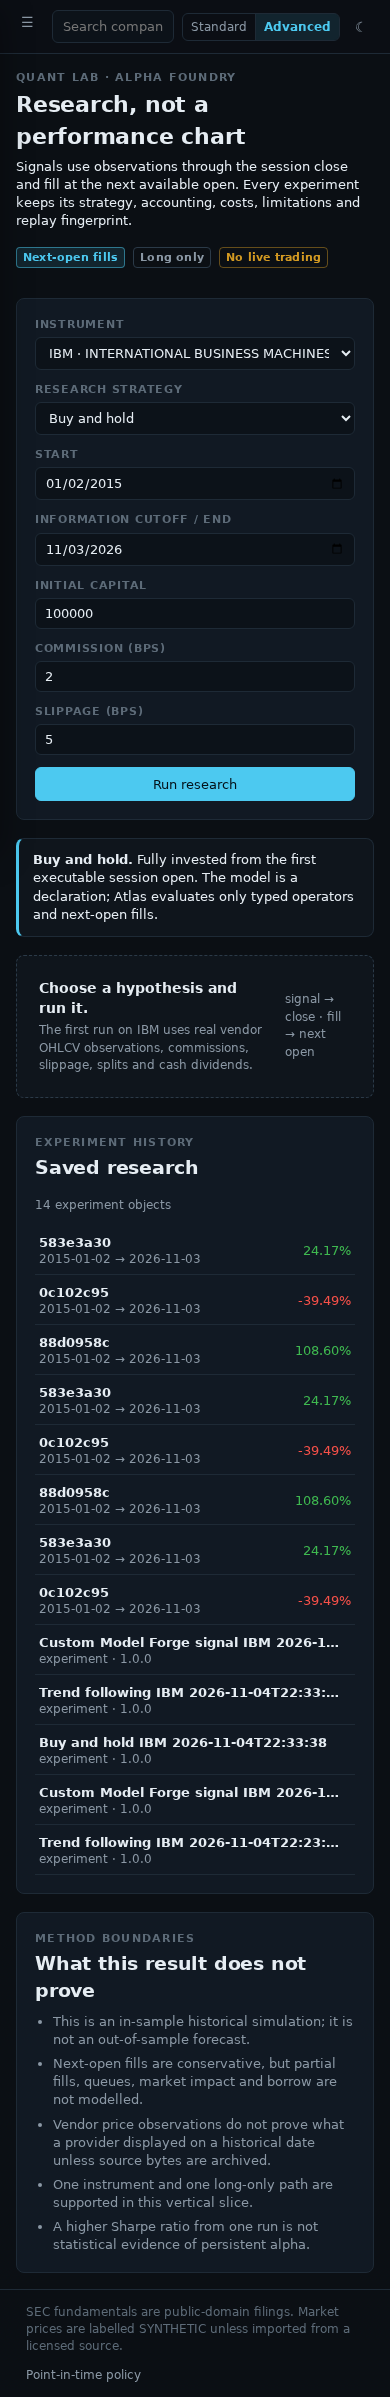 ☰
Search compan
Standard
Advanced
☾
QUANT LAB · ALPHA FOUNDRY
Research, not a
performance chart
Signals use observations through the session close
and fill at the next available open. Every experiment
keeps its strategy, accounting, costs, limitations and
replay fingerprint.
Next-open fills
Long only
No live trading
INSTRUMENT
IBM · INTERNATIONAL BUSINESS MACHINES
RESEARCH STRATEGY
Buy and hold
START
01/02/2015
INFORMATION CUTOFF / END
11/03/2026
INITIAL CAPITAL
100000
COMMISSION (BPS)
2
SLIPPAGE (BPS)
5
Run research
Buy and hold. Fully invested from the first
executable session open. The model is a
declaration; Atlas evaluates only typed operators
and next-open fills.
Choose a hypothesis and
run it.
The first run on IBM uses real vendor
OHLCV observations, commissions,
slippage, splits and cash dividends.
signal →
close · fill
→ next
open
EXPERIMENT HISTORY
Saved research
14 experiment objects
583e3a30
2015-01-02 → 2026-11-03
24.17%
0c102c95
2015-01-02 → 2026-11-03
-39.49%
88d0958c
2015-01-02 → 2026-11-03
108.60%
583e3a30
2015-01-02 → 2026-11-03
24.17%
0c102c95
2015-01-02 → 2026-11-03
-39.49%
88d0958c
2015-01-02 → 2026-11-03
108.60%
583e3a30
2015-01-02 → 2026-11-03
24.17%
0c102c95
2015-01-02 → 2026-11-03
-39.49%
Custom Model Forge signal IBM 2026-1...
experiment · 1.0.0
Trend following IBM 2026-11-04T22:33:...
experiment · 1.0.0
Buy and hold IBM 2026-11-04T22:33:38
experiment · 1.0.0
Custom Model Forge signal IBM 2026-1...
experiment · 1.0.0
Trend following IBM 2026-11-04T22:23:...
experiment · 1.0.0
METHOD BOUNDARIES
What this result does not
prove
• This is an in-sample historical simulation; it is
not an out-of-sample forecast.
• Next-open fills are conservative, but partial
fills, queues, market impact and borrow are
not modelled.
• Vendor price observations do not prove what
a provider displayed on a historical date
unless source bytes are archived.
• One instrument and one long-only path are
supported in this vertical slice.
• A higher Sharpe ratio from one run is not
statistical evidence of persistent alpha.
SEC fundamentals are public-domain filings. Market
prices are labelled SYNTHETIC unless imported from a
licensed source.
Point-in-time policy